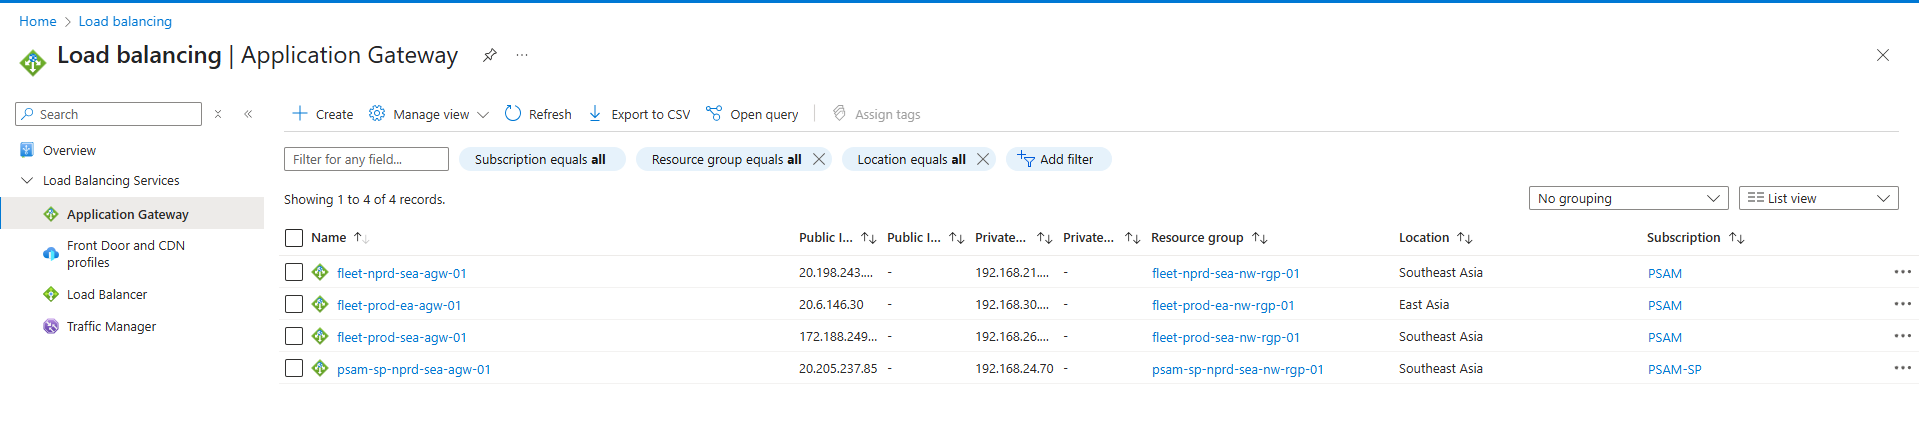 Home > Load balancing
Load balancing | Application Gateway ...
Search
Overview
Load Balancing Services
Application Gateway
Front Door and CDN
profiles
Load Balancer
Traffic Manager
Create Manage view Refresh Export to CSV Open query Assign tags
Filter for any field... Subscription equals all Resource group equals all Location equals all Add filter
Showing 1 to 4 of 4 records. No grouping List view
Name Public I... Public I... Private... Private... Resource group Location Subscription
fleet-nprd-sea-agw-01 20.198.243.... - 192.168.21.... - fleet-nprd-sea-nw-rgp-01 Southeast Asia PSAM
fleet-prod-ea-agw-01 20.6.146.30 - 192.168.30.... - fleet-prod-ea-nw-rgp-01 East Asia PSAM
fleet-prod-sea-agw-01 172.188.249... - 192.168.26.... - fleet-prod-sea-nw-rgp-01 Southeast Asia PSAM
psam-sp-nprd-sea-agw-01 20.205.237.85 - 192.168.24.70 - psam-sp-nprd-sea-nw-rgp-01 Southeast Asia PSAM-SP